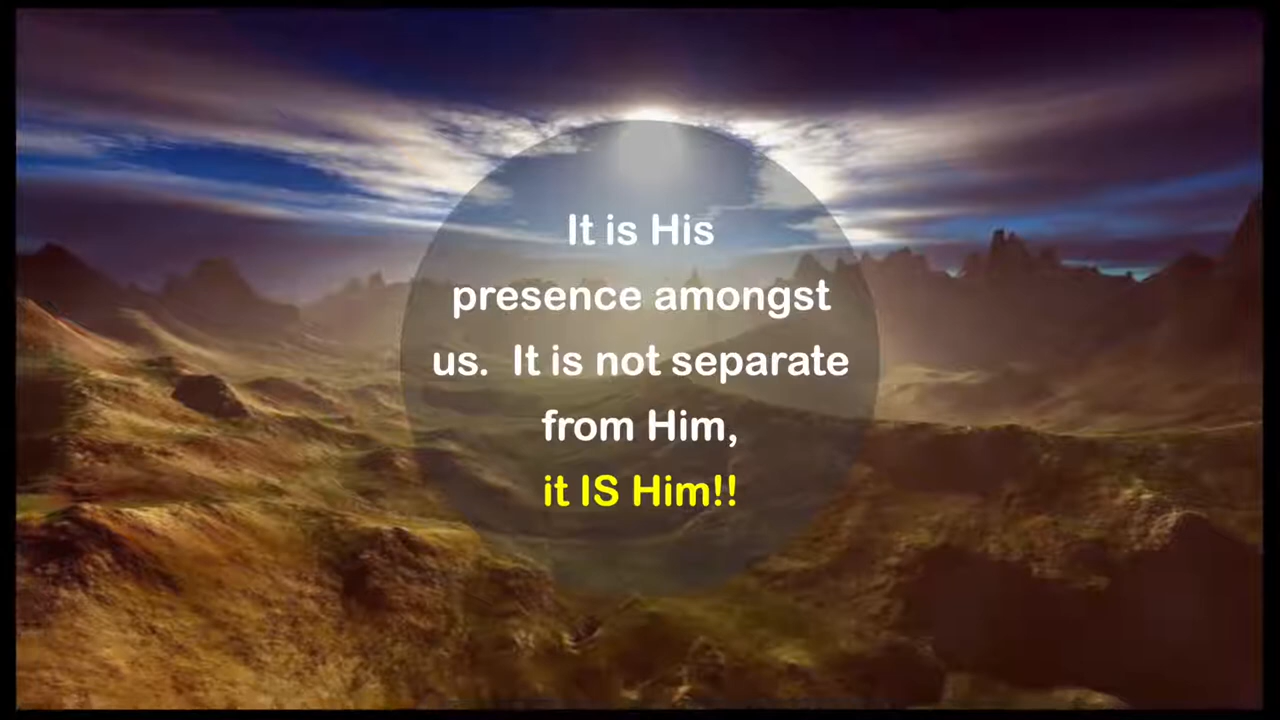 It is His
presence amongst
us.  It is not separate
from Him,
it IS Him!!